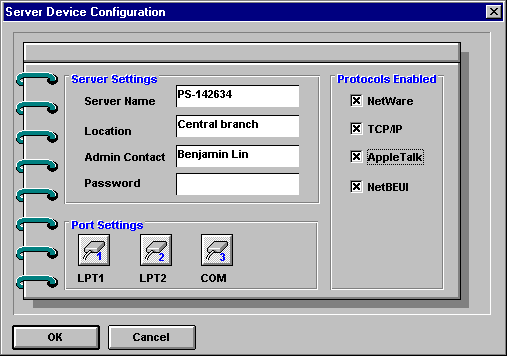 Server Device Configuration
Server Settings
Server Name PS-142634
Location Central branch
Admin Contact Benjamin Lin
Password
Protocols Enabled
NetWare
TCP/IP
AppleTalk
NetBEUI
Port Settings
1 2 3
LPT1 LPT2 COM
OK Cancel